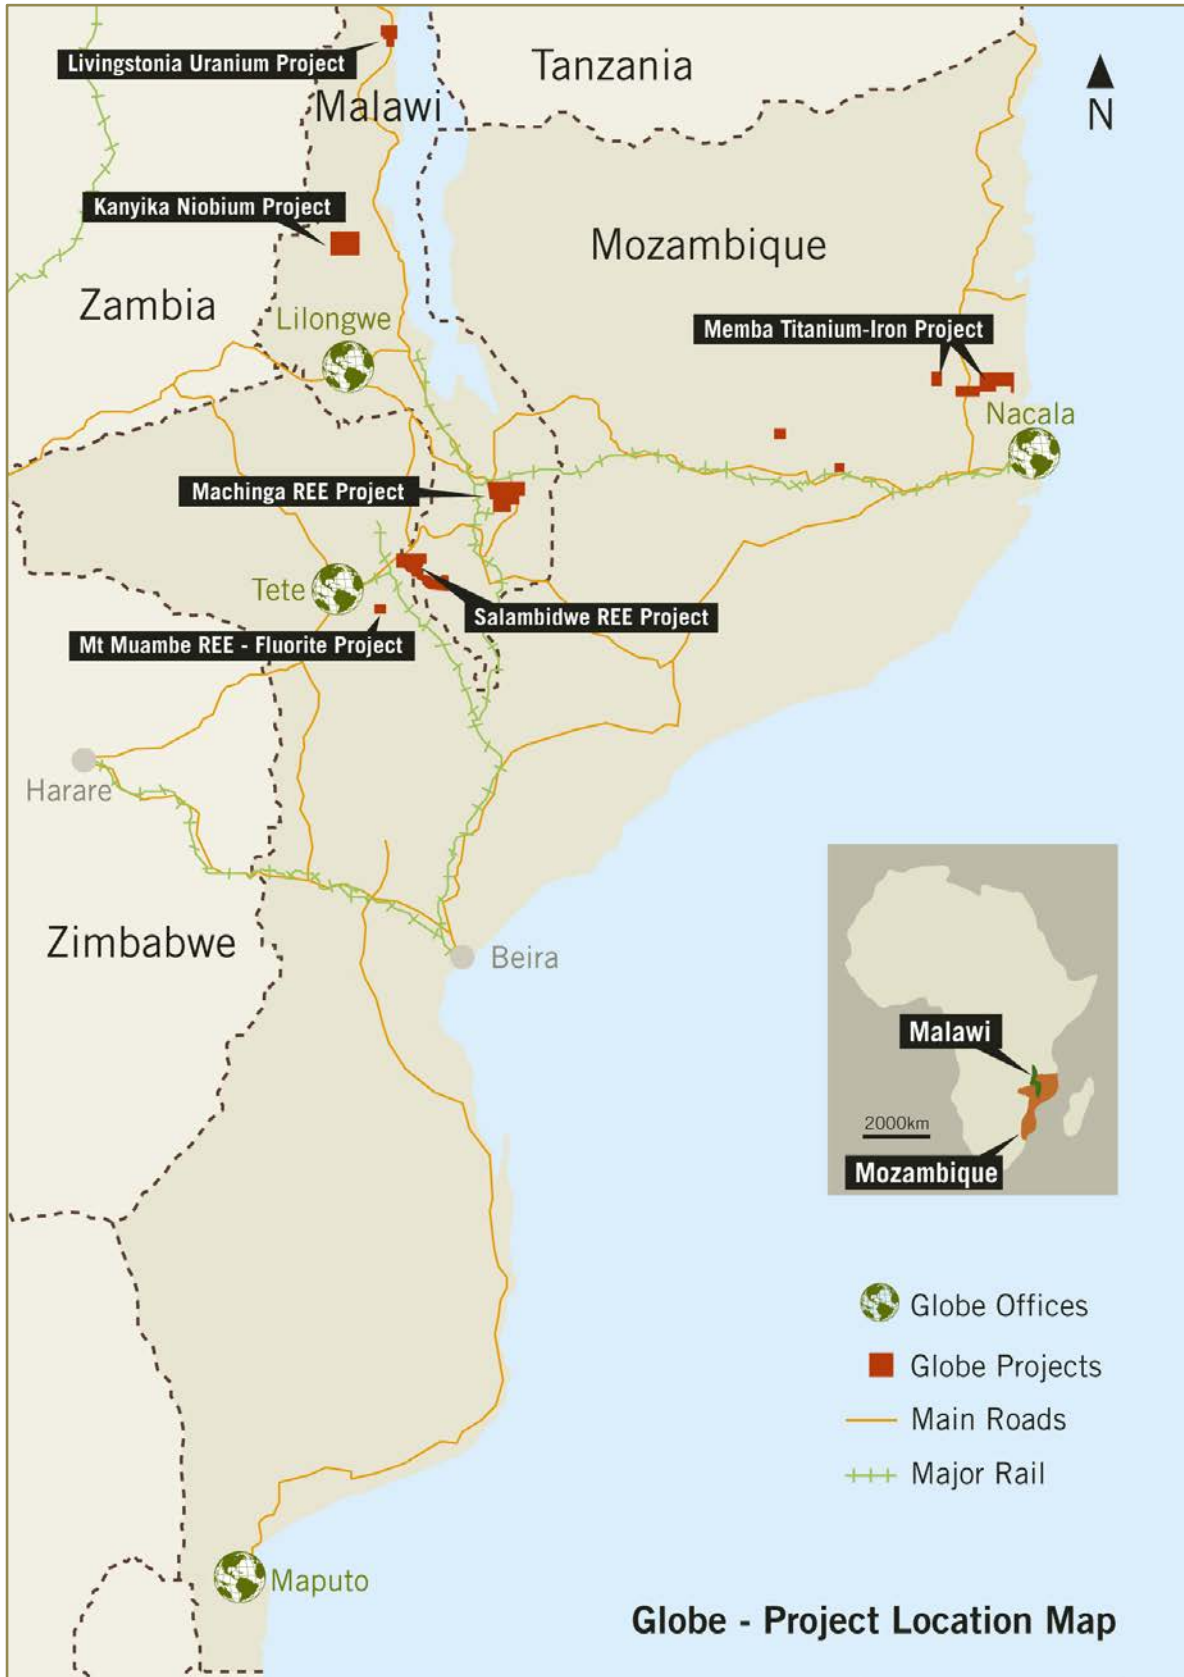 Livingstonia Uranium Project
Tanzania
Malawi
N
Kanyika Niobium Project
Mozambique
Zambia
Lilongwe
Memba Titanium-Iron Project
Nacala
Machinga REE Project
Tete
Salambidwe REE Project
Mt Muambe REE - Fluorite Project
Harare
Zimbabwe
Beira
Malawi
2000km
Mozambique
Globe Offices
Globe Projects
Main Roads
Major Rail
Maputo
Globe - Project Location Map